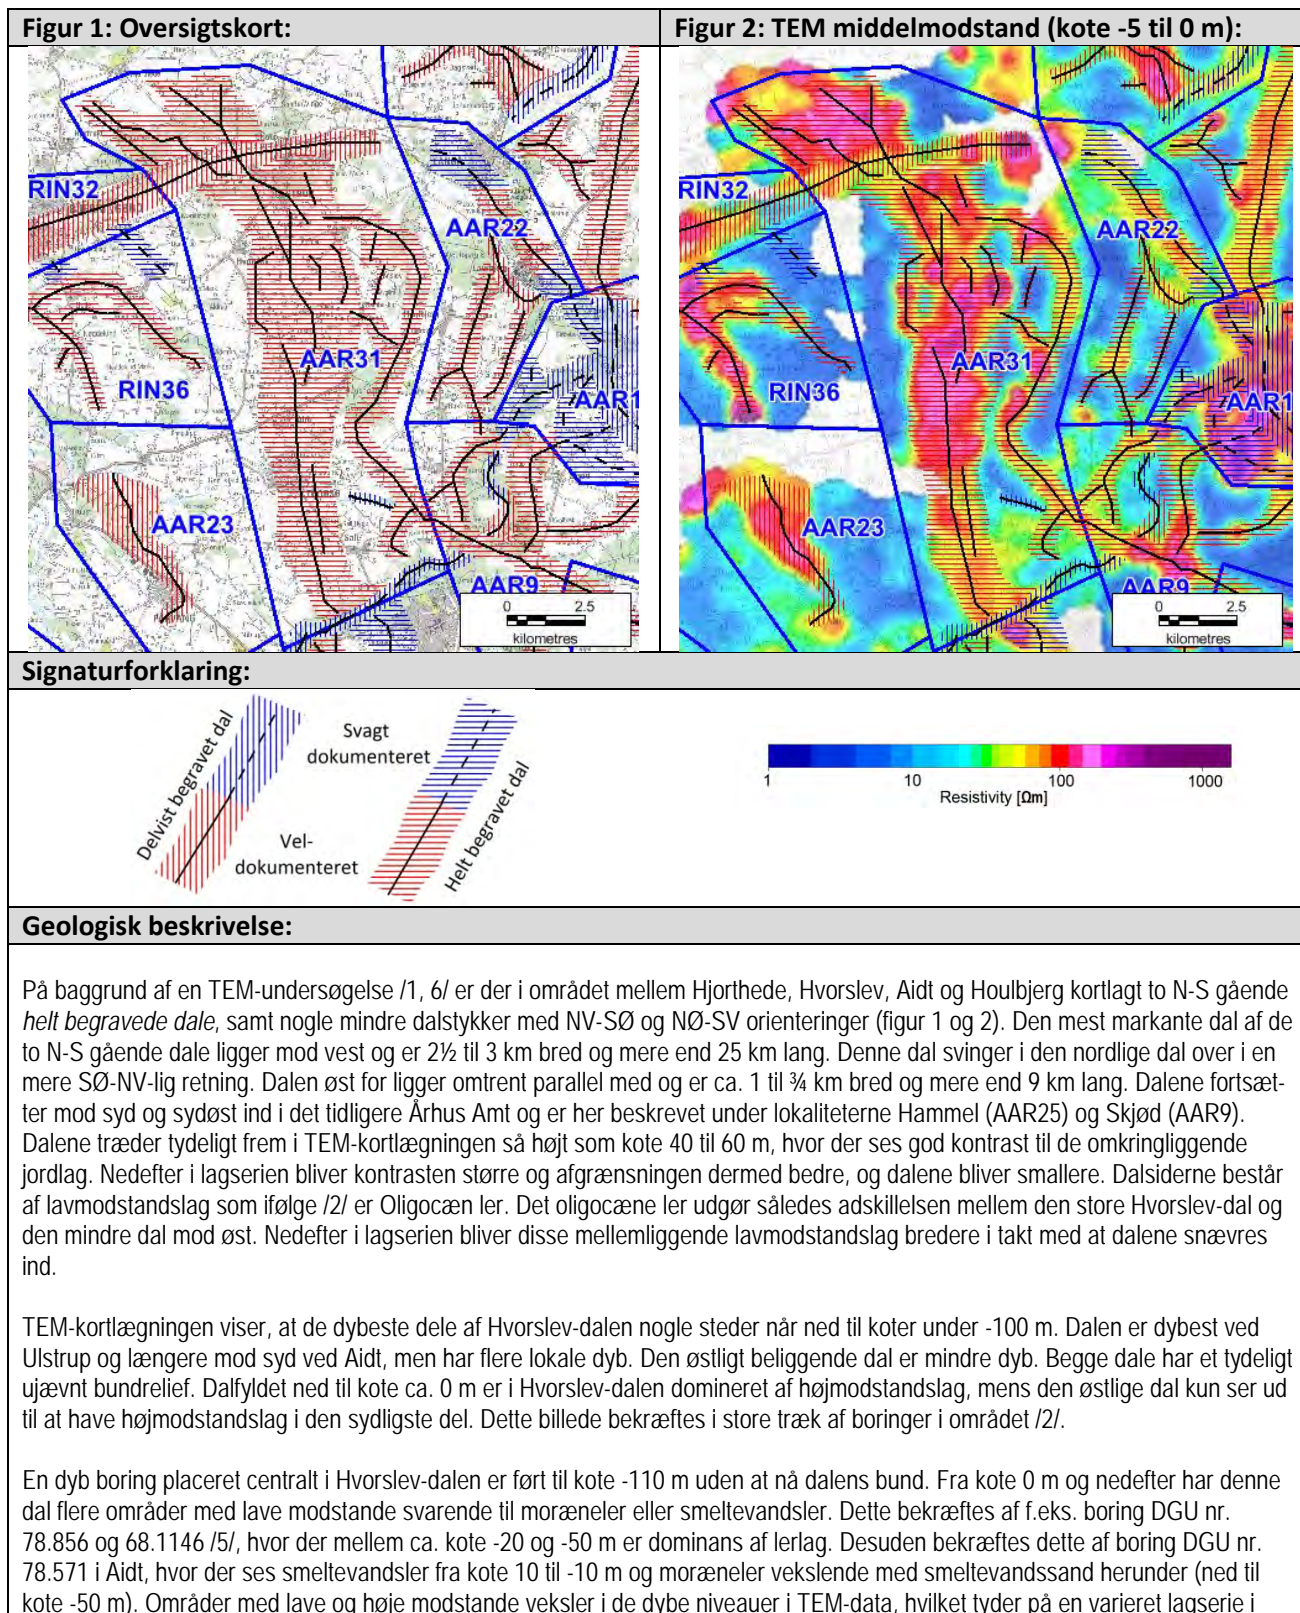 Figur 1: Oversigtskort:
Figur 2: TEM middelmodstand (kote -5 til 0 m):
RIN32
AAR22
AAR31
RIN36
AAR1
AAR23
AAR9
0 2.5
kilometres
RIN32
AAR22
AAR31
RIN36
AAR1
AAR23
AAR9
0 2.5
kilometres
Signaturforklaring:
Delvist begravet dal
Svagt
dokumenteret
Vel-
dokumenteret
Helt begravet dal
1 10 100 1000
Resistivity [Ωm]
Geologisk beskrivelse:
På baggrund af en TEM-undersøgelse /1, 6/ er der i området mellem Hjorthede, Hvorslev, Aidt og Houlbjerg kortlagt to N-S gående
helt begravede dale, samt nogle mindre dalstykker med NV-SØ og NØ-SV orienteringer (figur 1 og 2). Den mest markante dal af de
to N-S gående dale ligger mod vest og er 2½ til 3 km bred og mere end 25 km lang. Denne dal svinger i den nordlige dal over i en
mere SØ-NV-lig retning. Dalen øst for ligger omtrent parallel med og er ca. 1 til ¾ km bred og mere end 9 km lang. Dalene fortsæt-
ter mod syd og sydøst ind i det tidligere Århus Amt og er her beskrevet under lokaliteterne Hammel (AAR25) og Skjød (AAR9).
Dalene træder tydeligt frem i TEM-kortlægningen så højt som kote 40 til 60 m, hvor der ses god kontrast til de omkringliggende
jordlag. Nedefter i lagserien bliver kontrasten større og afgrænsningen dermed bedre, og dalene bliver smallere. Dalsiderne består
af lavmodstandslag som ifølge /2/ er Oligocæn ler. Det oligocæne ler udgør således adskillelsen mellem den store Hvorslev-dal og
den mindre dal mod øst. Nedefter i lagserien bliver disse mellemliggende lavmodstandslag bredere i takt med at dalene snævres
ind.
TEM-kortlægningen viser, at de dybeste dele af Hvorslev-dalen nogle steder når ned til koter under -100 m. Dalen er dybest ved
Ulstrup og længere mod syd ved Aidt, men har flere lokale dyb. Den østligt beliggende dal er mindre dyb. Begge dale har et tydeligt
ujævnt bundrelief. Dalfyldet ned til kote ca. 0 m er i Hvorslev-dalen domineret af højmodstandslag, mens den østlige dal kun ser ud
til at have højmodstandslag i den sydligste del. Dette billede bekræftes i store træk af boringer i området /2/.
En dyb boring placeret centralt i Hvorslev-dalen er ført til kote -110 m uden at nå dalens bund. Fra kote 0 m og nedefter har denne
dal flere områder med lave modstande svarende til moræneler eller smeltevandsler. Dette bekræftes af f.eks. boring DGU nr.
78.856 og 68.1146 /5/, hvor der mellem ca. kote -20 og -50 m er dominans af lerlag. Desuden bekræftes dette af boring DGU nr.
78.571 i Aidt, hvor der ses smeltevandsler fra kote 10 til -10 m og moræneler vekslende med smeltevandssand herunder (ned til
kote -50 m). Områder med lave og høje modstande veksler i de dybe niveauer i TEM-data, hvilket tyder på en varieret lagserie i